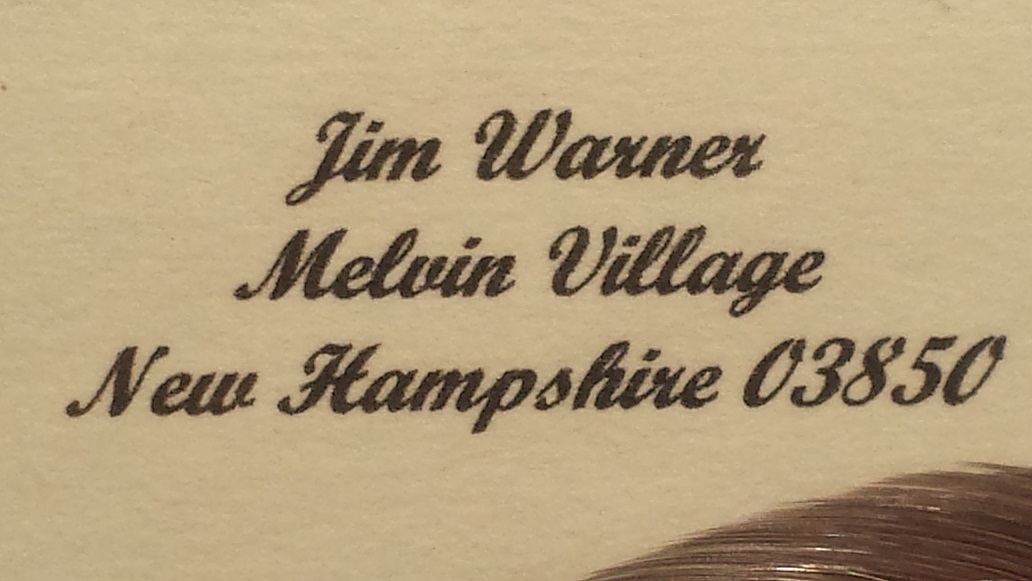 Jim Warner
Melvin Village
New Hampshire 03850